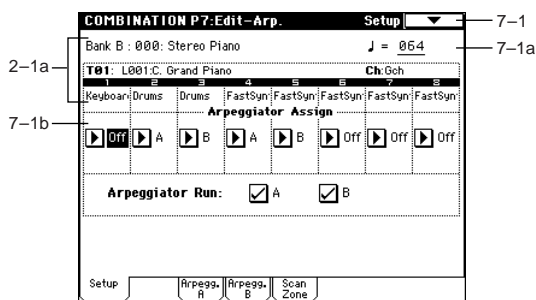 COMBINATION P7:Edit-Arp. Setup
7–1
Bank B : 000: Stereo Piano ♩ = 064
7–1a
2–1a
T01: L001:C. Grand Piano Ch:Gch
1 2 3 4 5 6 7 8
Keyboar Drums Drums FastSyn FastSyn FastSyn FastSyn FastSyn
Arpeggiator Assign
7–1b
Off A B A B Off Off Off
Arpeggiator Run: A B
Setup Arpegg. A Arpegg. B Scan Zone